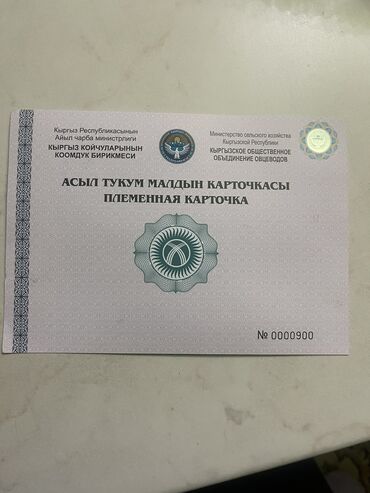 Кыргыз Республикасынын
Айыл чарба министрлиги
КЫРГЫЗ КОЙЧУЛАРЫНЫН
КООМДУК БИРИКМЕСИ
Министерство сельского хозяйства
Кыргызской Республики
КЫРГЫЗСКОЕ ОБЩЕСТВЕННОЕ
ОБЪЕДИНЕНИЕ ОВЦЕВОДОВ
АСЫЛ ТУКУМ МАЛДЫН КАРТОЧКАСЫ
ПЛЕМЕННАЯ КАРТОЧКА
№ 0000900